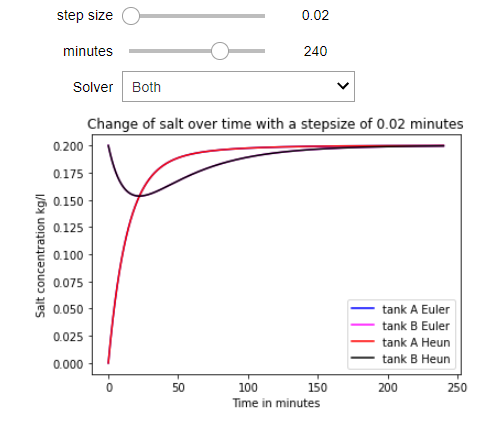 step size 0.02
minutes 240
Solver Both
Change of salt over time with a stepsize of 0.02 minutes
Salt concentration kg/l
0.200
0.175
0.150
0.125
0.100
0.075
0.050
0.025
0.000
tank A Euler
tank B Euler
tank A Heun
tank B Heun
0 50 100 150 200 250
Time in minutes